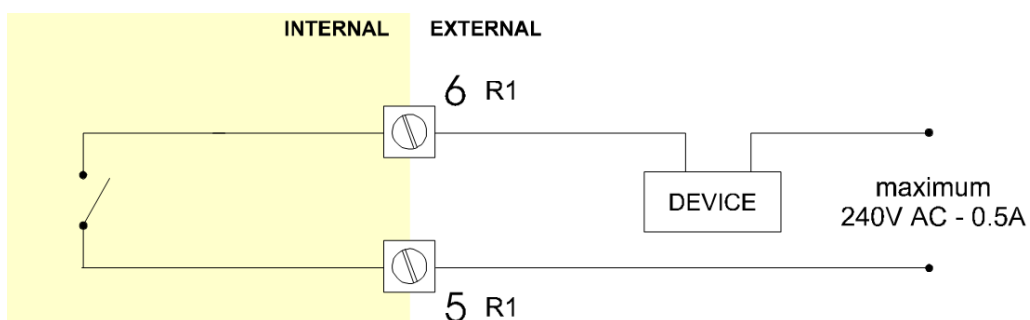 INTERNAL EXTERNAL
6 R1
DEVICE
maximum
240V AC - 0.5A
5 R1